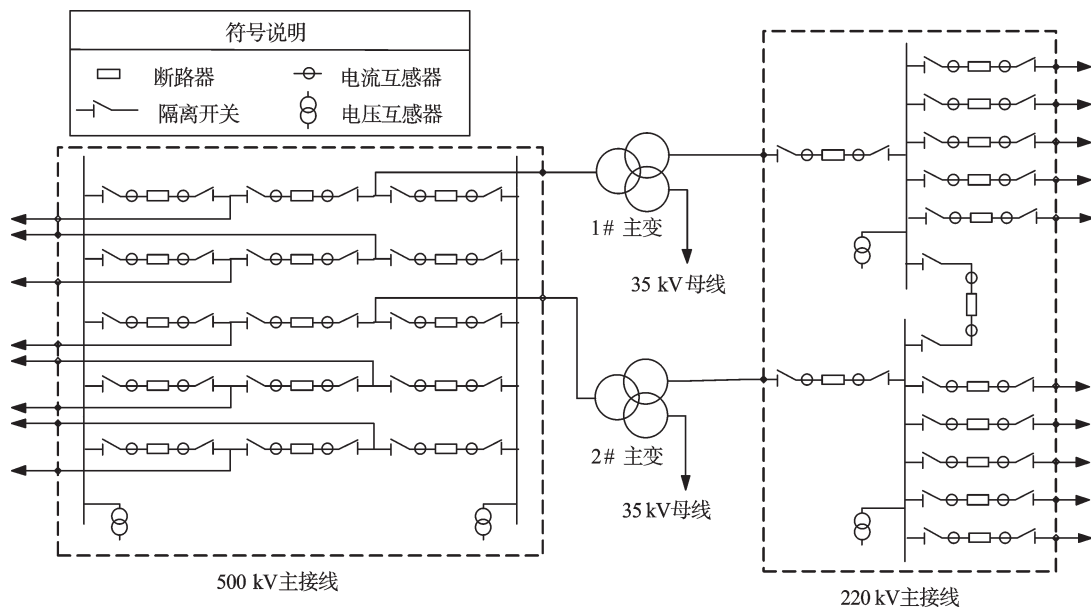 符号说明
断路器
电流互感器
隔离开关
电压互感器
1# 主变
35 kV母线
2# 主变
35 kV母线
500 kV主接线
220 kV主接线